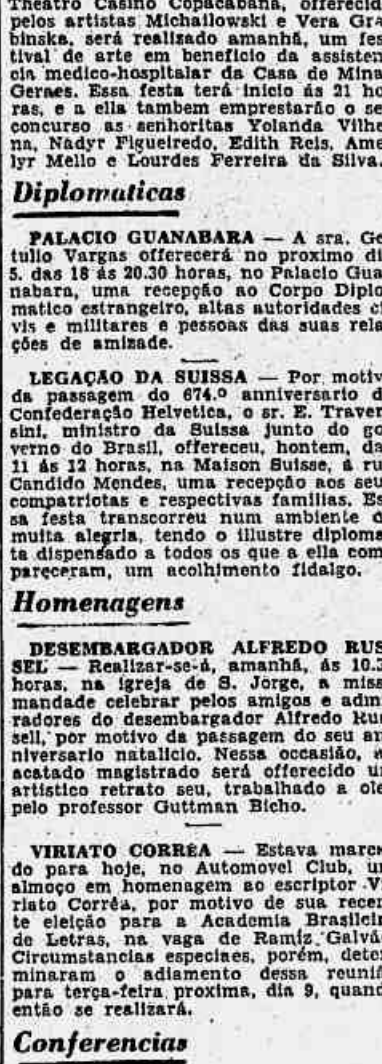 Theatro Casino Copacabana, offerecid
pelos artistas Michailowski e Vera Gra
binska, será realisado amanhã, um fes
tival de arte em beneficio da assisten
cia medico-hospitalar da Casa de Mina
Geraes. Essa festa terá inicio ás 21 ho
ras, e a ella tambem emprestarão o se
concurso as senhoritas Yolanda Vilhe
na, Nadyr Figueiredo, Edith Reis, Ame
lyr Mello e Lourdes Ferreira da Silva.
Diplomaticas
PALACIO GUANABARA — A sra. Ge
tulio Vargas offerecerá no proximo di
5. das 18 ás 20.30 horas, no Palacio Gua
nabara, uma recepção ao Corpo Diplo
matico estrangeiro, altas autoridades ci
vis e militares e pessoas das suas rela
ções de amizade.
LEGAÇÃO DA SUISSA — Por motiv
da passagem do 674.º anniversario d
Confederação Helvetica, o sr. E. Traver
sini, ministro da Suissa junto do go
verno do Brasil, offereceu, hontem, da
11 ás 12 horas, na Maison Suisse, á ru
Candido Mendes, uma recepção aos seu
compatriotas e respectivas familias. Es
sa festa transcorreu num ambiente d
muita alegria, tendo o illustre diploma
ta dispensado a todos os que a ella com
pareceram, um acolhimento fidalgo.
Homenagens
DESEMBARGADOR ALFREDO RUS
SEL — Realizar-se-á, amanhã, ás 10.3
horas, na igreja de S. Jorge, a miss
mandade celebrar pelos amigos e admi
radores do desembargador Alfredo Rus
sell, por motivo da passagem do seu an
niversario natalicio. Nessa occasião, a
acatado magistrado será offerecido u
artistico retrato seu, trabalhado a ole
pelo professor Guttman Bicho.
VIRIATO CORRÊA — Estava marca
do para hoje, no Automovel Club, u
almoço em homenagem ao escriptor V
riato Corrêa, por motivo de sua recen
te eleição para a Academia Brasilei
de Letras, na vaga de Ramiz Galvã
Circumstancias especiaes, porém, deter
minaram o adiamento dessa reuniã
para terça-feira proxima, dia 9, quand
então se realizará.
Conferencias